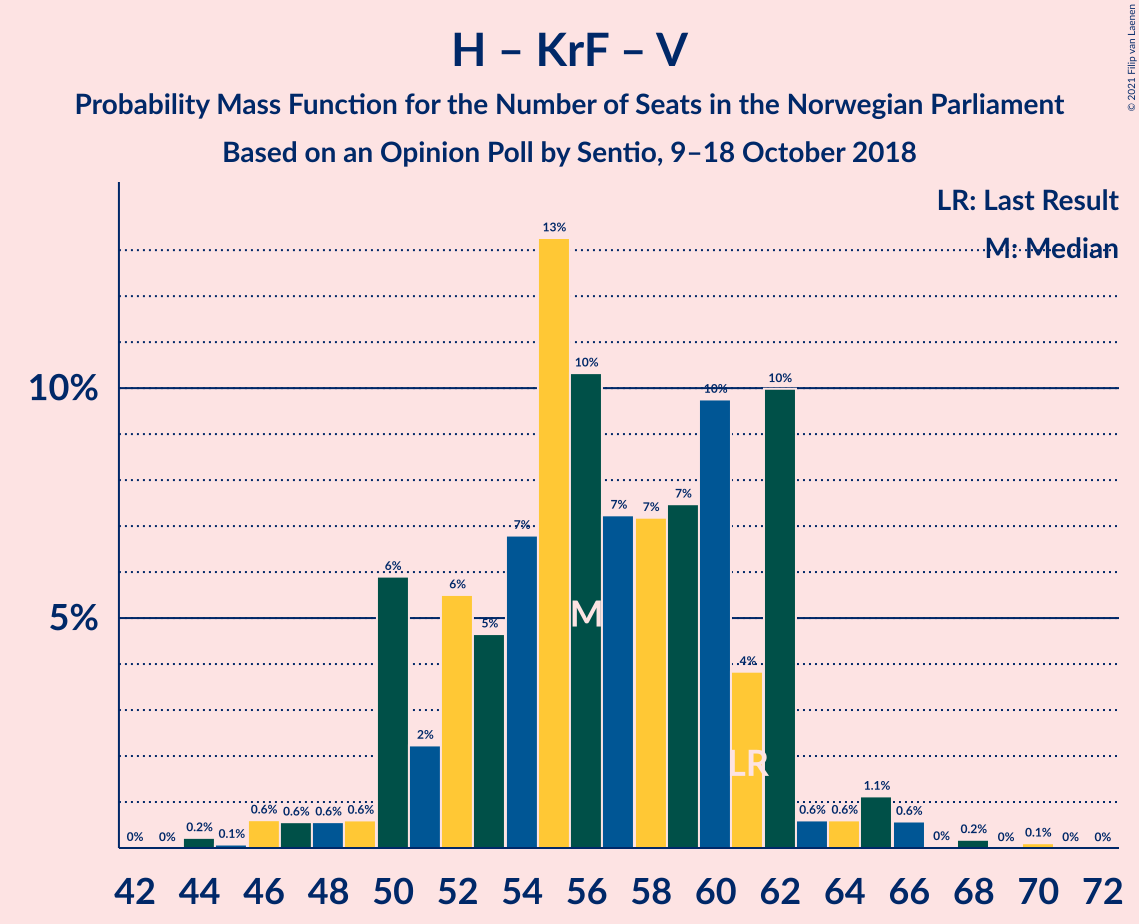 H – KrF – V
Probability Mass Function for the Number of Seats in the Norwegian Parliament
Based on an Opinion Poll by Sentio, 9–18 October 2018
© 2021 Filip van Laenen
LR: Last Result
M: Median
10%
5%
0% 0% 0.2% 0.1% 0.6% 0.6% 0.6% 0.6% 6% 2% 6% 5% 7% 13% 10% 7% 7% 7% 10% 4% 10% 0.6% 0.6% 1.1% 0.6% 0% 0.2% 0% 0.1% 0% 0%
M
LR
42 44 46 48 50 52 54 56 58 60 62 64 66 68 70 72